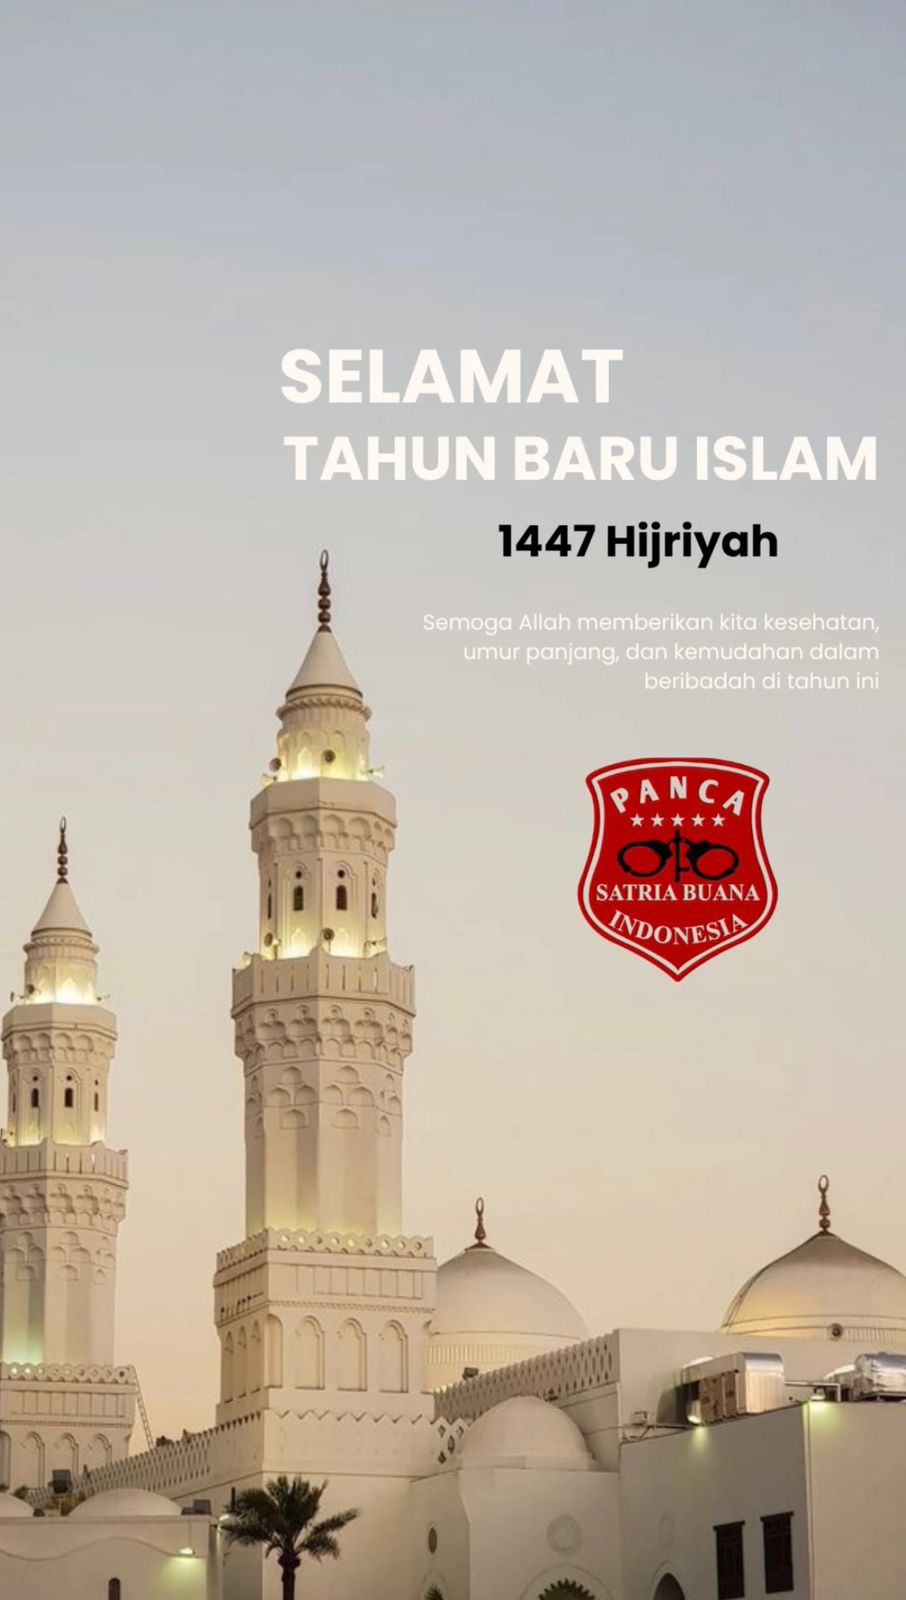 SELAMAT
TAHUN BARU ISLAM
1447 Hijriyah
Semoga Allah memberikan kita kesehatan,
umur panjang, dan kemudahan dalam
beribadah di tahun ini
PANCA
SATRIA BUANA
INDONESIA